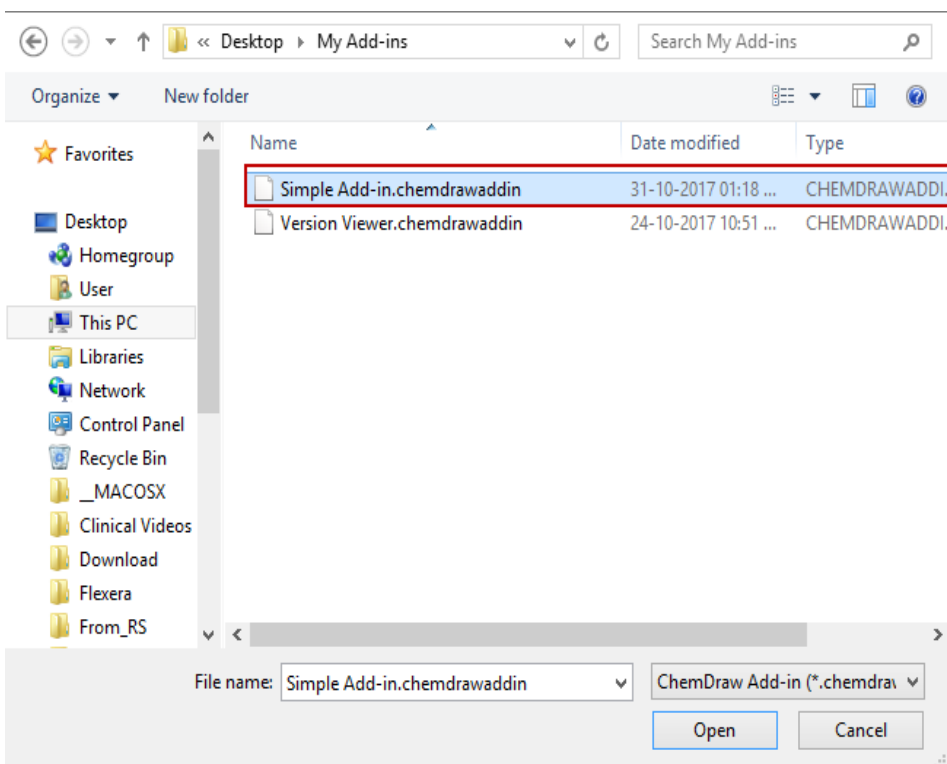 « Desktop My Add-ins Search My Add-ins
Organize New folder
Name Date modified Type
Favorites
Simple Add-in.chemdrawaddin 31-10-2017 01:18 ... CHEMDRAWADDI.
Desktop Version Viewer.chemdrawaddin 24-10-2017 10:51 ... CHEMDRAWADDI.
Homegroup
User
This PC
Libraries
Network
Control Panel
Recycle Bin
__MACOSX
Clinical Videos
Download
Flexera
From_RS
File name: Simple Add-in.chemdrawaddin ChemDraw Add-in (*.chemdrav
Open Cancel